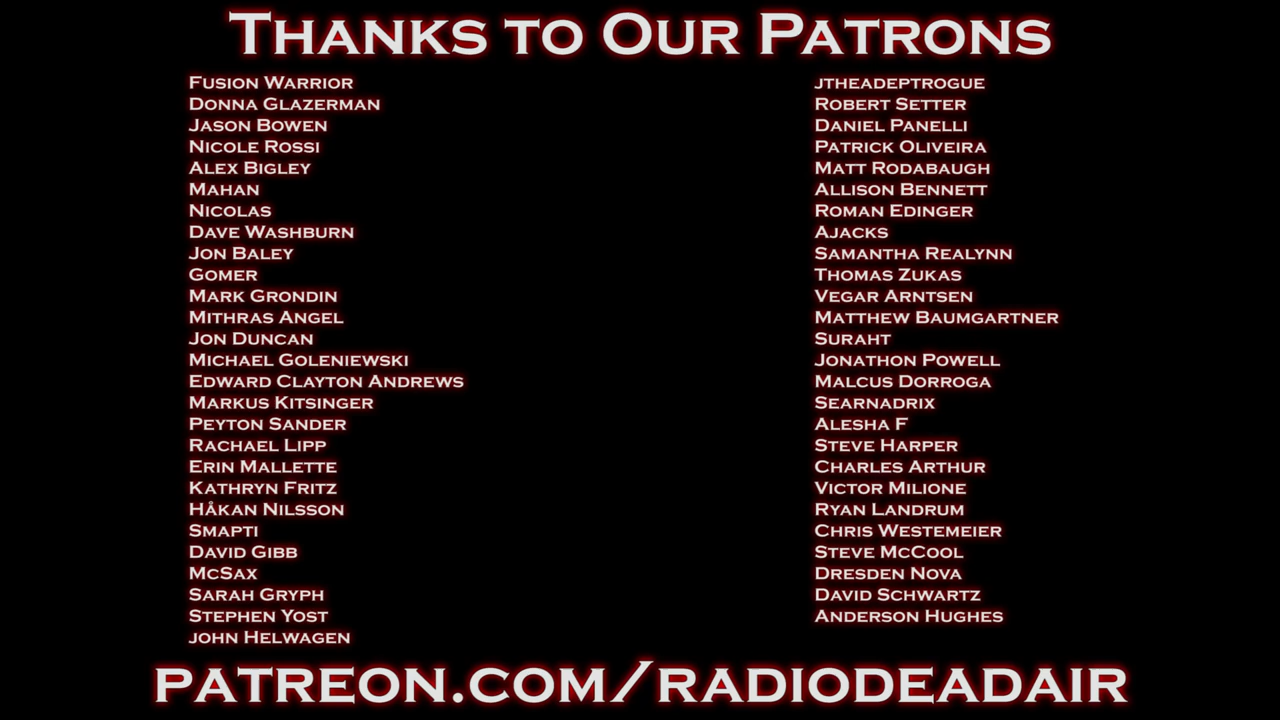 Thanks to Our Patrons
Fusion Warrior
Donna Glazerman
Jason Bowen
Nicole Rossi
Alex Bigley
Mahan
Nicolas
Dave Washburn
Jon Baley
Gomer
Mark Grondin
Mithras Angel
Jon Duncan
Michael Goleniewski
Edward Clayton Andrews
Markus Kitsinger
Peyton Sander
Rachael Lipp
Erin Mallette
Kathryn Fritz
Håkan Nilsson
Smapti
David Gibb
McSax
Sarah Gryph
Stephen Yost
john Helwagen
jtheadeptrogue
Robert Setter
Daniel Panelli
Patrick Oliveira
Matt Rodabaugh
Allison Bennett
Roman Edinger
Ajacks
Samantha Realynn
Thomas Zukas
Vegar Arntsen
Matthew Baumgartner
Suraht
Jonathon Powell
Malcus Dorroga
Searnadrix
Alesha F
Steve Harper
Charles Arthur
Victor Milione
Ryan Landrum
Chris Westemeier
Steve McCool
Dresden Nova
David Schwartz
Anderson Hughes
patreon.com/radiodeadair